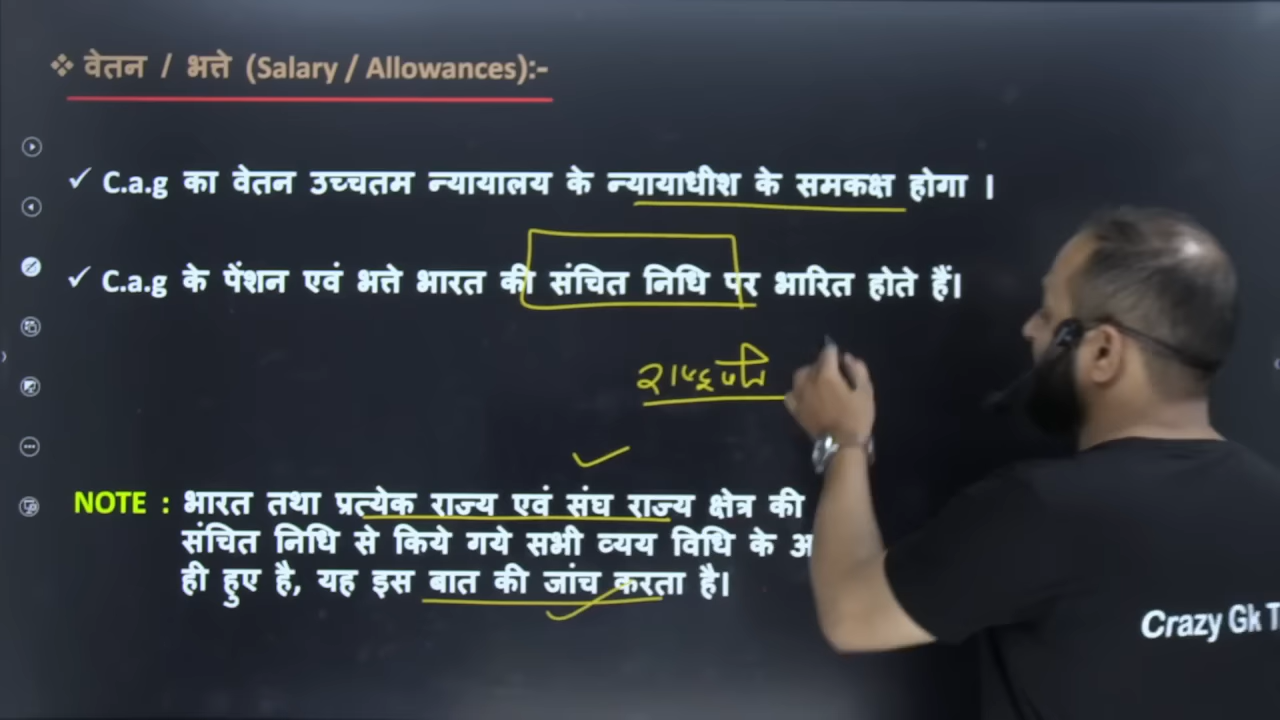 ❖ वेतन / भत्ते (Salary / Allowances):-
✓ C.a.g का वेतन उच्चतम न्यायालय के न्यायाधीश के समकक्ष होगा ।
✓ C.a.g के पेंशन एवं भत्ते भारत की संचित निधि पर भारित होते हैं।
राष्ट्रपति
NOTE : भारत तथा प्रत्येक राज्य एवं संघ राज्य क्षेत्र की
संचित निधि से किये गये सभी व्यय विधि के
ही हुए है, यह इस बात की जांच करता है।
Crazy Gk